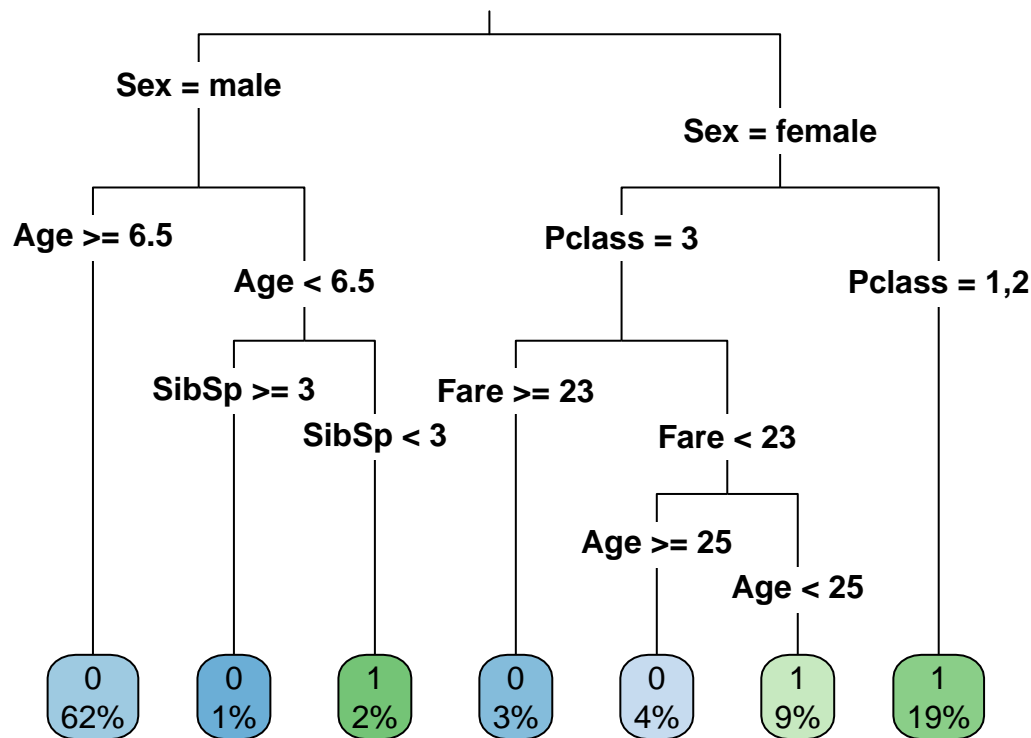 Sex = male
Sex = female
Age >= 6.5
Pclass = 3
Age < 6.5
Pclass = 1,2
SibSp >= 3
Fare >= 23
SibSp < 3
Fare < 23
Age >= 25
Age < 25
0
62%
0
1%
1
2%
0
3%
0
4%
1
9%
1
19%